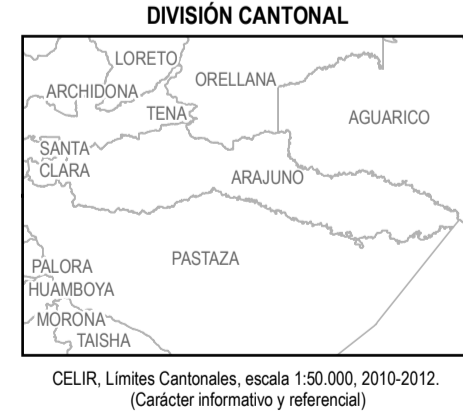 DIVISIÓN CANTONAL
LORETO
ORELLANA
ARCHIDONA
TENA
AGUARICO
SANTA
CLARA
ARAJUNO
PASTAZA
PALORA
HUAMBOYA
MORONA
TAISHA
CELIR, Límites Cantonales, escala 1:50.000, 2010-2012.
(Carácter informativo y referencial)